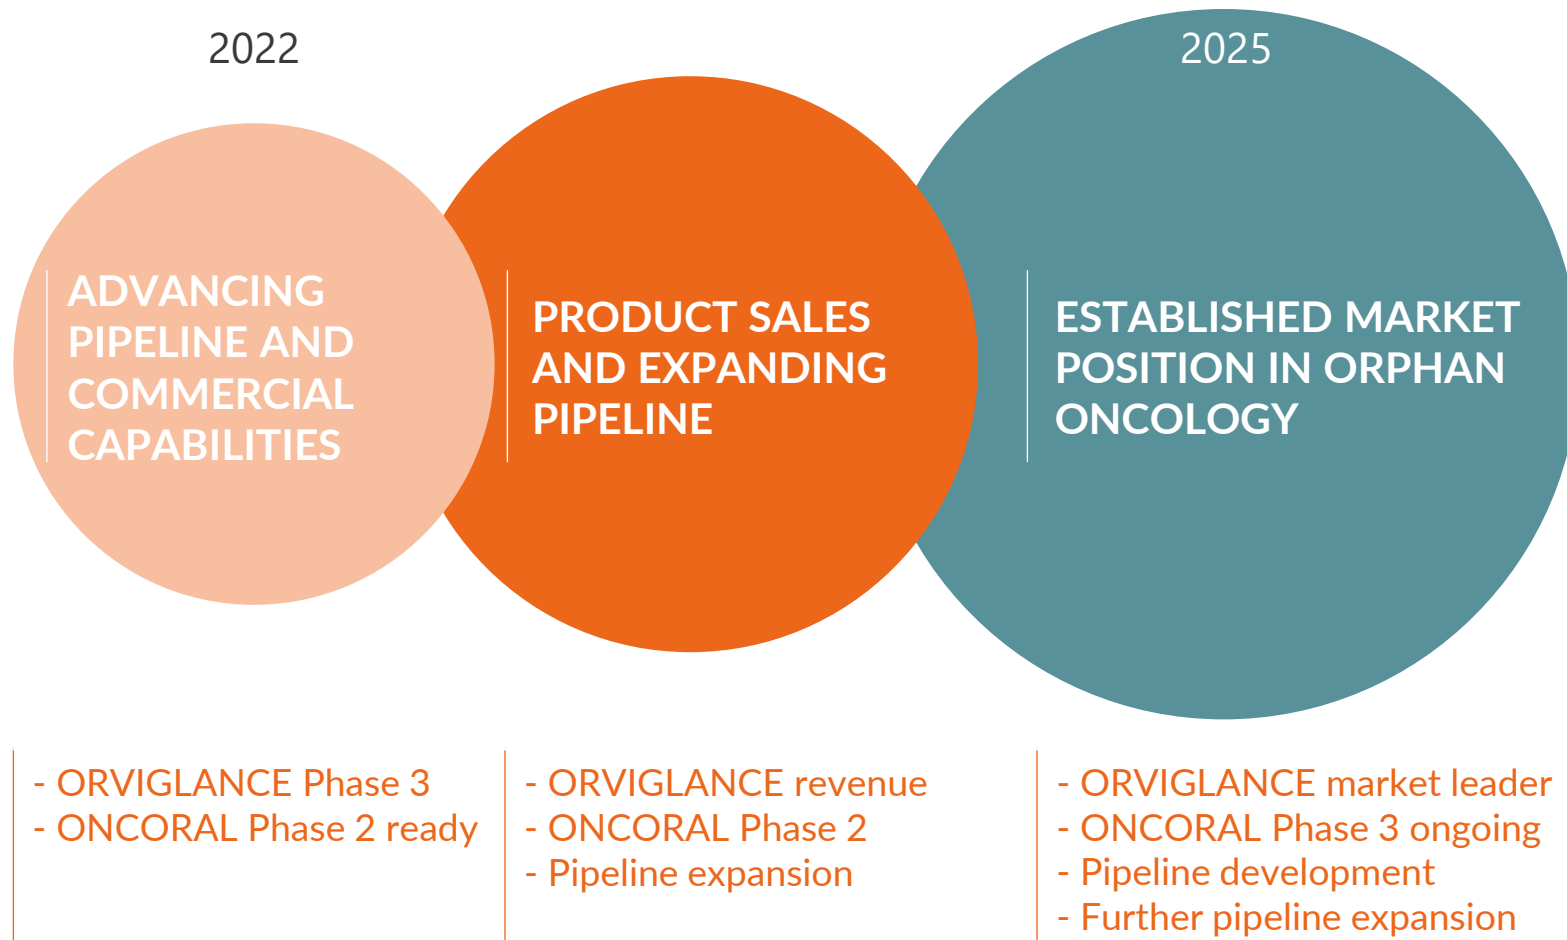 2022
2025
ADVANCING
PIPELINE AND
COMMERCIAL
CAPABILITIES
PRODUCT SALES
AND EXPANDING
PIPELINE
ESTABLISHED MARKET
POSITION IN ORPHAN
ONCOLOGY
- ORVIGLANCE Phase 3
- ONCORAL Phase 2 ready
- ORVIGLANCE revenue
- ONCORAL Phase 2
- Pipeline expansion
- ORVIGLANCE market leader
- ONCORAL Phase 3 ongoing
- Pipeline development
- Further pipeline expansion